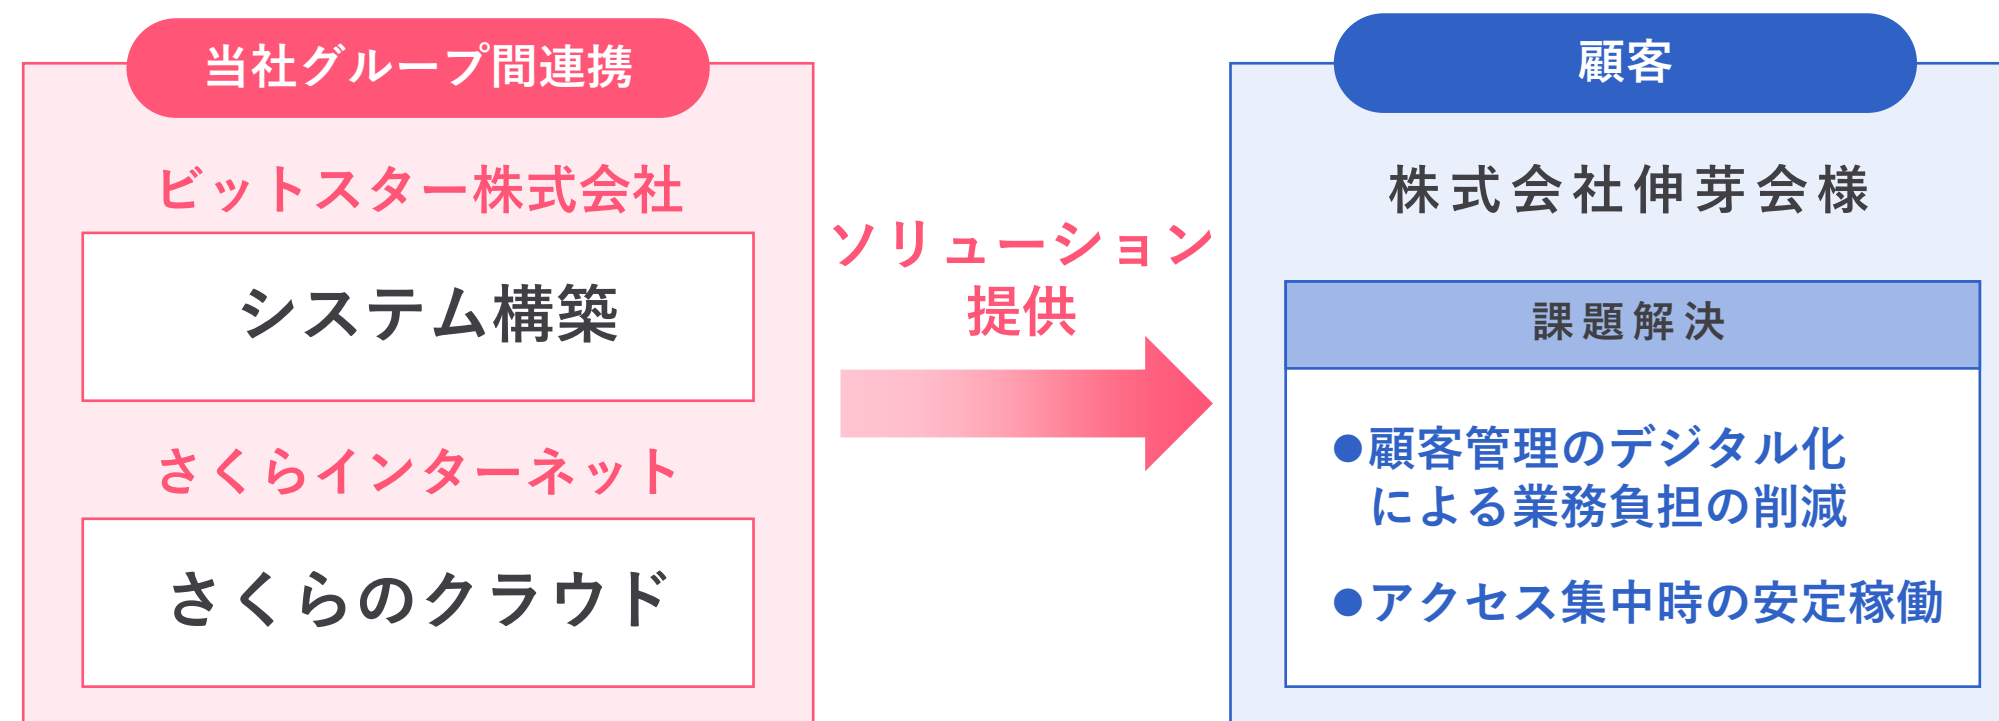 当社グループ間連携
ビットスター株式会社
システム構築
さくらインターネット
さくらのクラウド
ソリューション
提供
顧客
株式会社伸芽会様
課題解決
●顧客管理のデジタル化
による業務負担の削減
●アクセス集中時の安定稼働